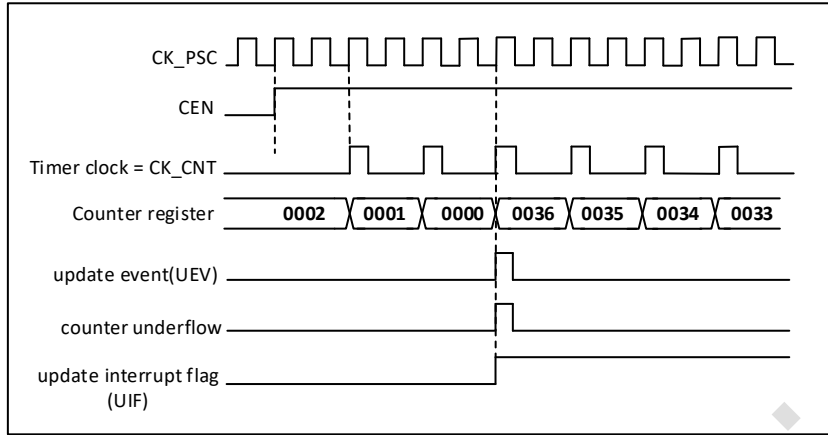 CK_PSC
CEN
Timer clock = CK_CNT
Counter register 0002 0001 0000 0036 0035 0034 0033
update event(UEV)
counter underflow
update interrupt flag
(UIF)